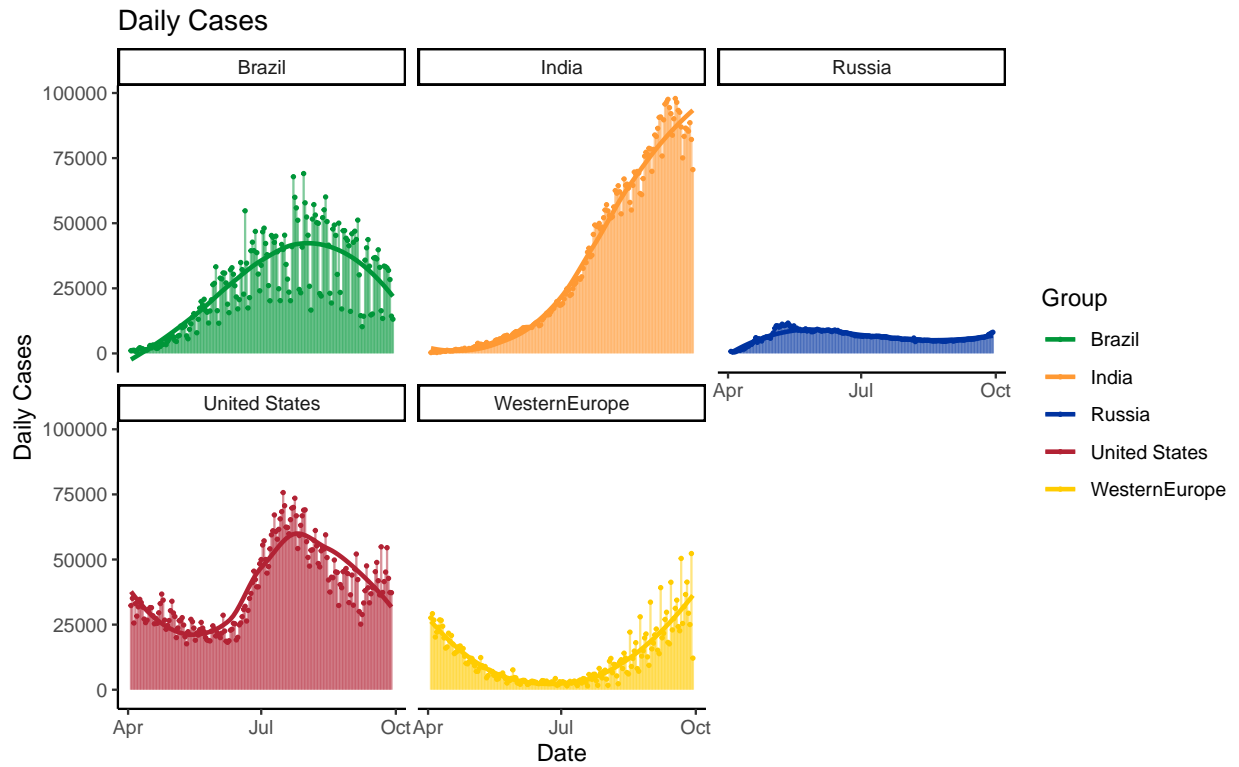 Daily Cases
Brazil
India
Russia
100000
75000
50000
25000
0
Apr
Jul
Oct
United States
WesternEurope
100000
75000
50000
25000
0
Apr
Jul
Oct
Apr
Jul
Oct
Daily Cases
Date
Group
Brazil
India
Russia
United States
WesternEurope